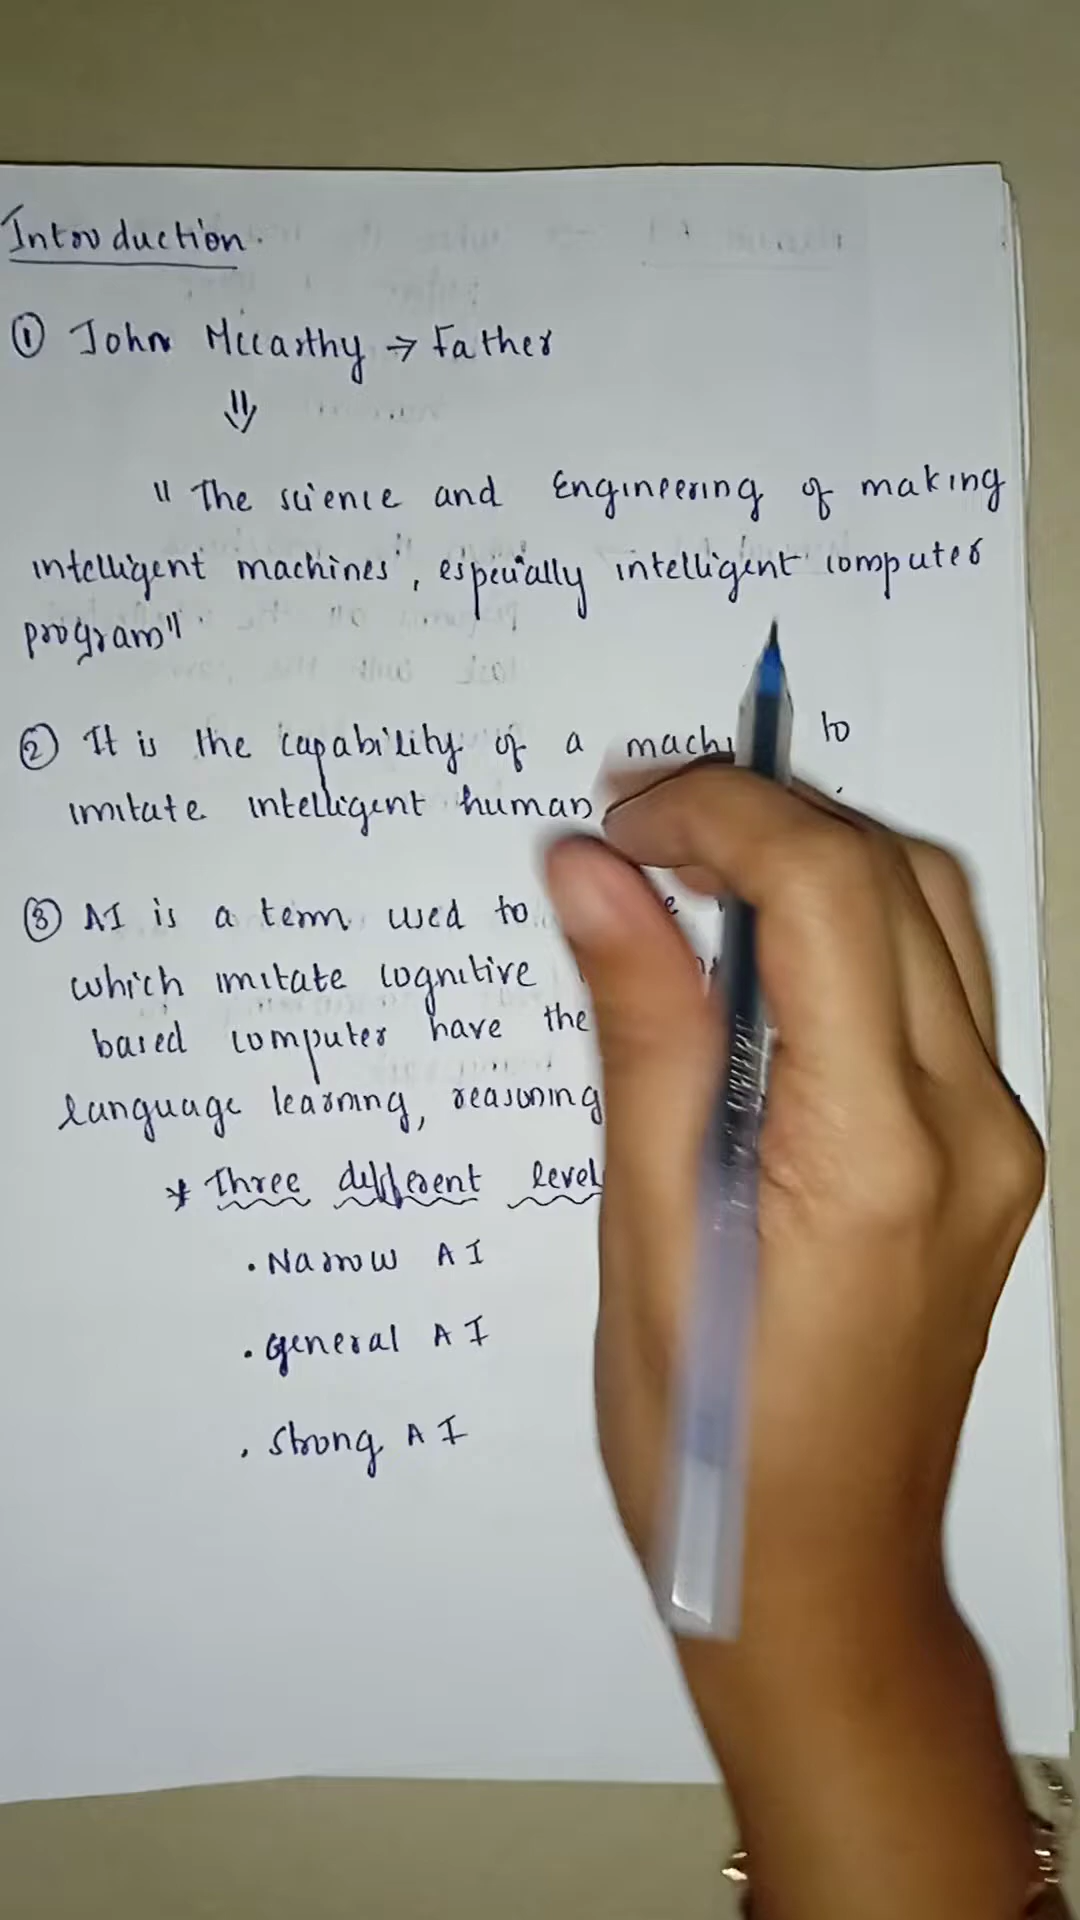 Introduction.
① John Mccarthy → Father
⇓
" The science and Engineering of making
intelligent machines, especially intelligent computer
program".
② It is the capability of a to
imitate intelligent human
③ AI is a term used to
which imitate cognitive
based computer have the
language learning, reasoning
* Three different level
. Narrow AI
. general AI
. Strong AI